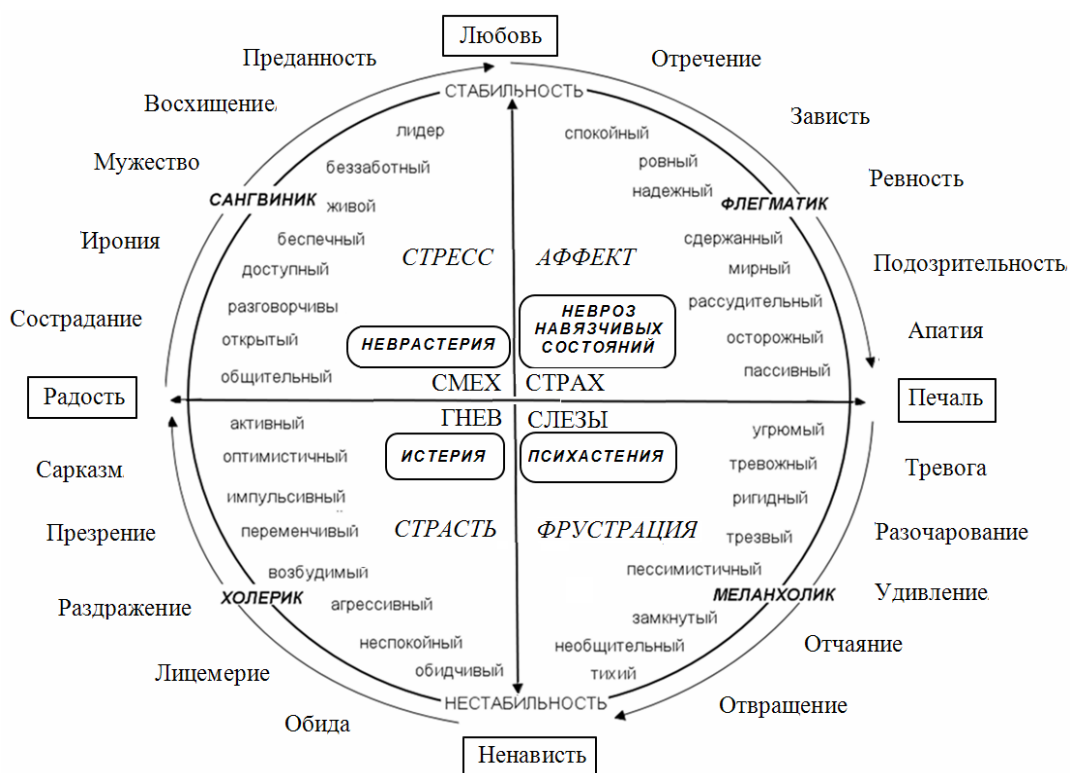 Любовь
Преданность
Отречение
Восхищение
СТАБИЛЬНОСТЬ
Зависть
лидер
спокойный
Мужество
беззаботный
ровный
Ревность
надежный
САНГВИНИК
живой
ФЛЕГМАТИК
Ирония
беспечный
сдержанный
СТРЕСС
АФФЕКТ
Подозрительность
доступный
мирный
разговорчивы
НЕВРОЗ
НАВЯЗЧИВЫХ
СОСТОЯНИЙ
рассудительный
Сострадание
открытый
НЕВРАСТЕРИЯ
осторожный
Апатия
общительный
СМЕХ
СТРАХ
пассивный
Радость
Печаль
активный
ГНЕВ
СЛЕЗЫ
угрюмый
Сарказм
оптимистичный
ИСТЕРИЯ
ПСИХАСТЕНИЯ
тревожный
Тревога
импульсивный
ригидный
Презрение
переменчивый
СТРАСТЬ
ФРУСТРАЦИЯ
трезвый
Разочарование
возбудимый
пессимистичный
Раздражение
ХОЛЕРИК
агрессивный
МЕЛАНХОЛИК
Удивление
замкнутый
неспокойный
необщительный
Отчаяние
Лицемерие
обидчивый
тихий
НЕСТАБИЛЬНОСТЬ
Отвращение
Обида
Ненависть